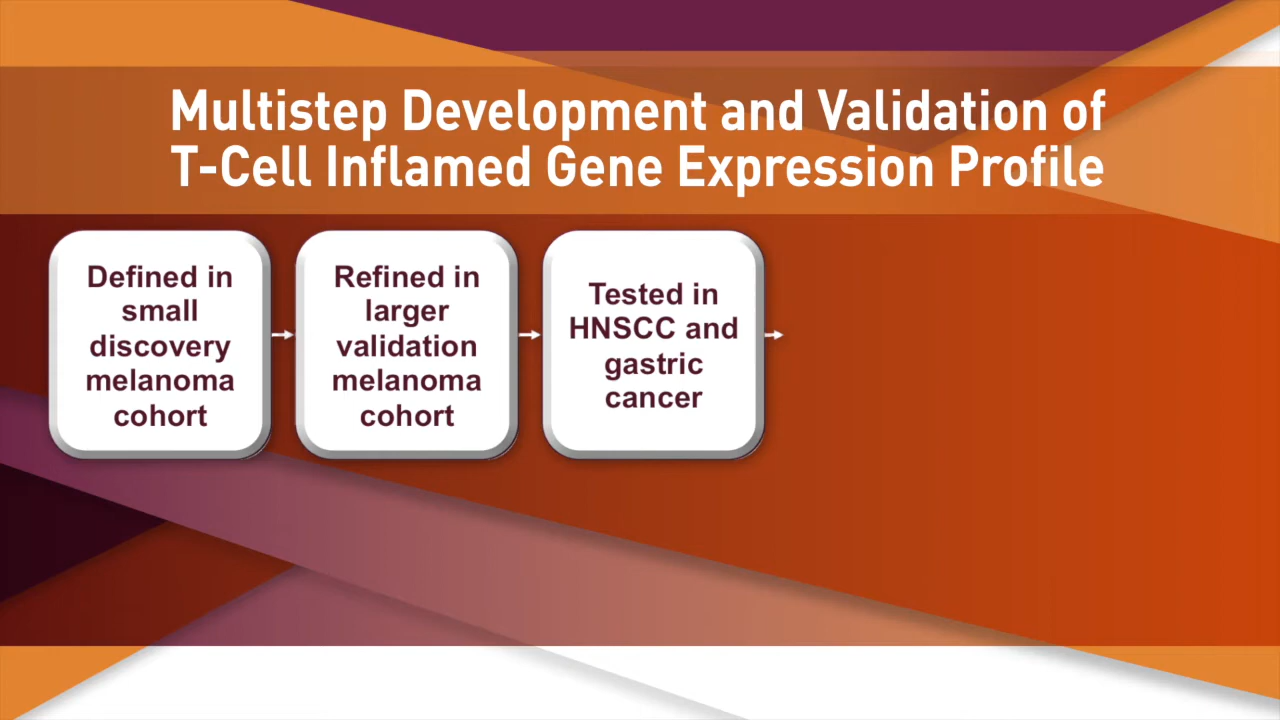 Multistep Development and Validation of
T-Cell Inflamed Gene Expression Profile
Defined in
small
discovery
melanoma
cohort
Refined in
larger
validation
melanoma
cohort
Tested in
HNSCC and
gastric
cancer